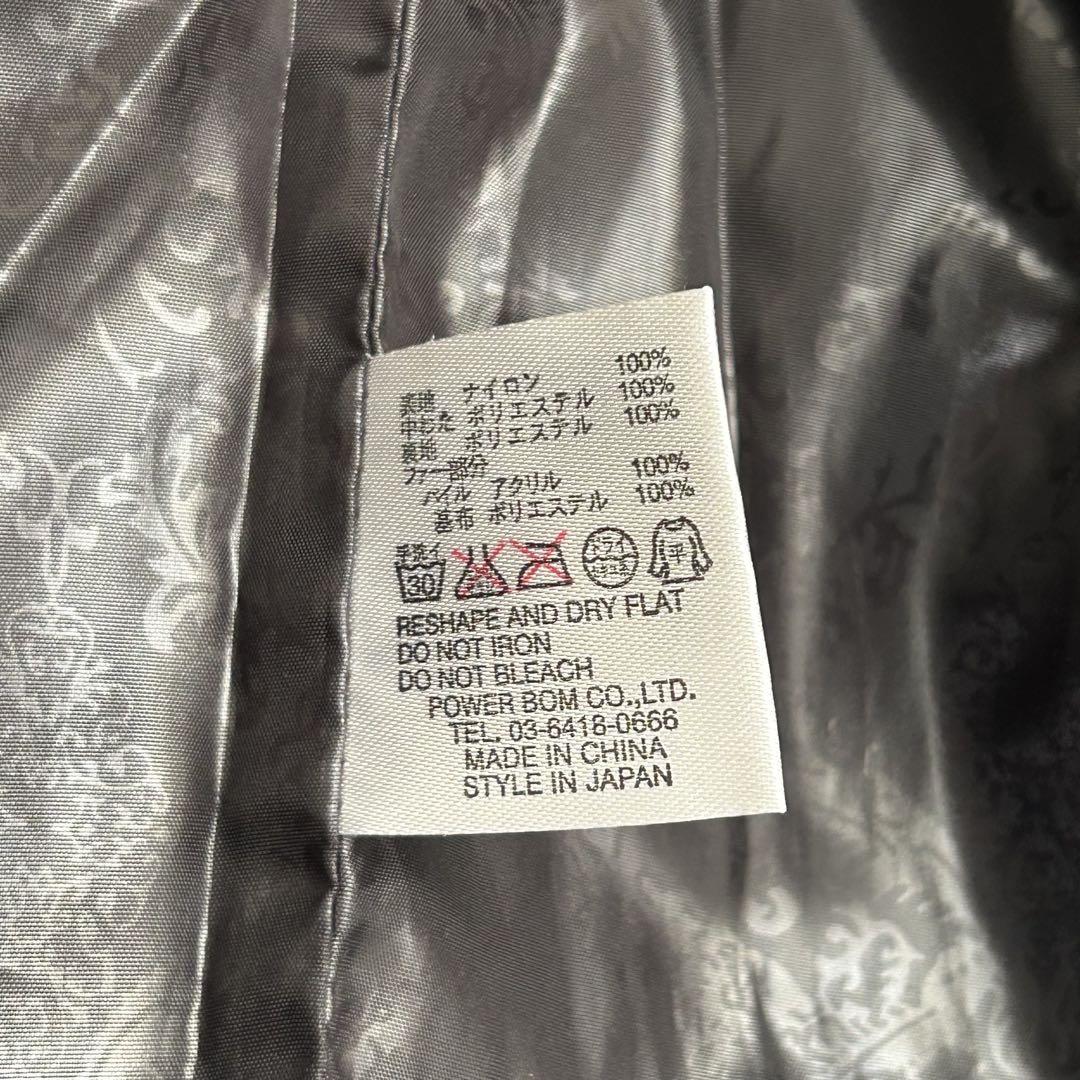 表地 ナイロン 100%
中わた ポリエステル 100%
裏地 ポリエステル 100%
ファー部分
パイル アクリル 100%
基布 ポリエステル 100%
手洗イ
30
ドライ
平
RESHAPE AND DRY FLAT
DO NOT IRON
DO NOT BLEACH
POWER BOM CO.,LTD.
TEL. 03-6418-0666
MADE IN CHINA
STYLE IN JAPAN